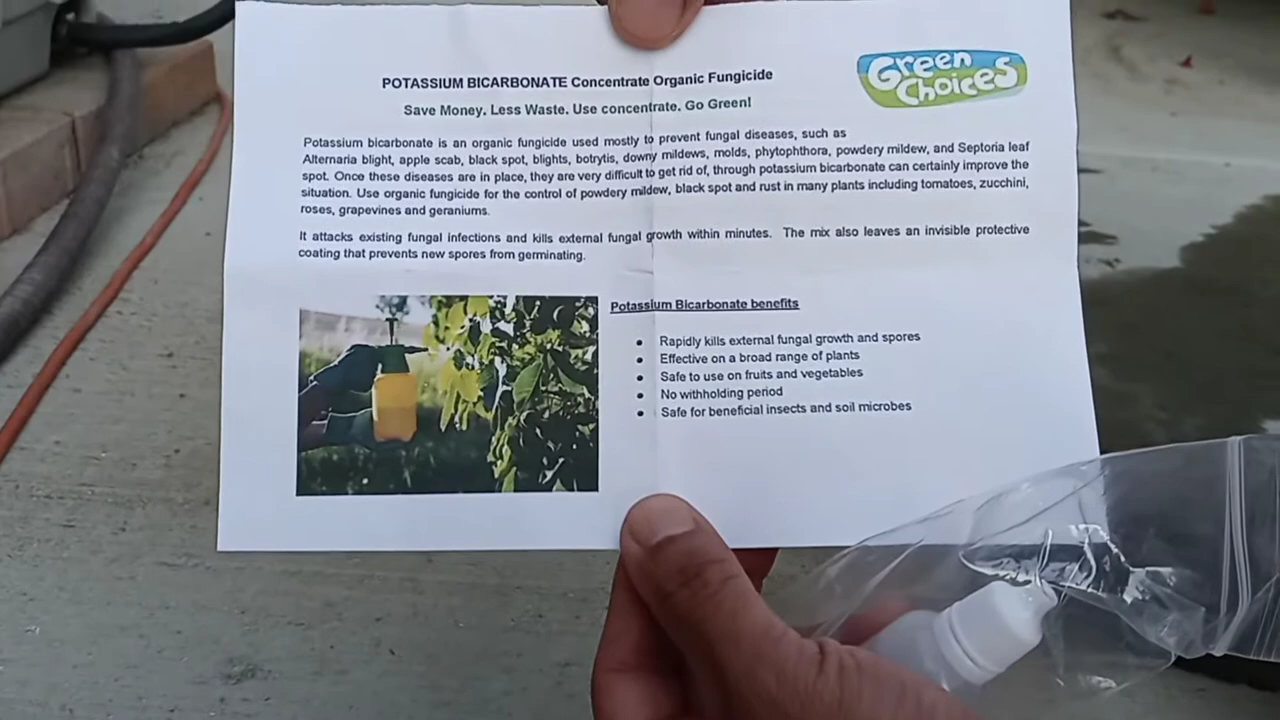 Green
Choices
POTASSIUM BICARBONATE Concentrate Organic Fungicide
Save Money. Less Waste. Use concentrate. Go Green!
Potassium bicarbonate is an organic fungicide used mostly to prevent fungal diseases, such as
Alternaria blight, apple scab, black spot, blights, botrytis, downy mildews, molds, phytophthora, powdery mildew, and Septoria leaf
spot. Once these diseases are in place, they are very difficult to get rid of, through potassium bicarbonate can certainly improve the
situation. Use organic fungicide for the control of powdery mildew, black spot and rust in many plants including tomatoes, zucchini,
roses, grapevines and geraniums.
It attacks existing fungal infections and kills external fungal growth within minutes. The mix also leaves an invisible protective
coating that prevents new spores from germinating.
Potassium Bicarbonate benefits
• Rapidly kills external fungal growth and spores
• Effective on a broad range of plants
• Safe to use on fruits and vegetables
• No withholding period
• Safe for beneficial insects and soil microbes